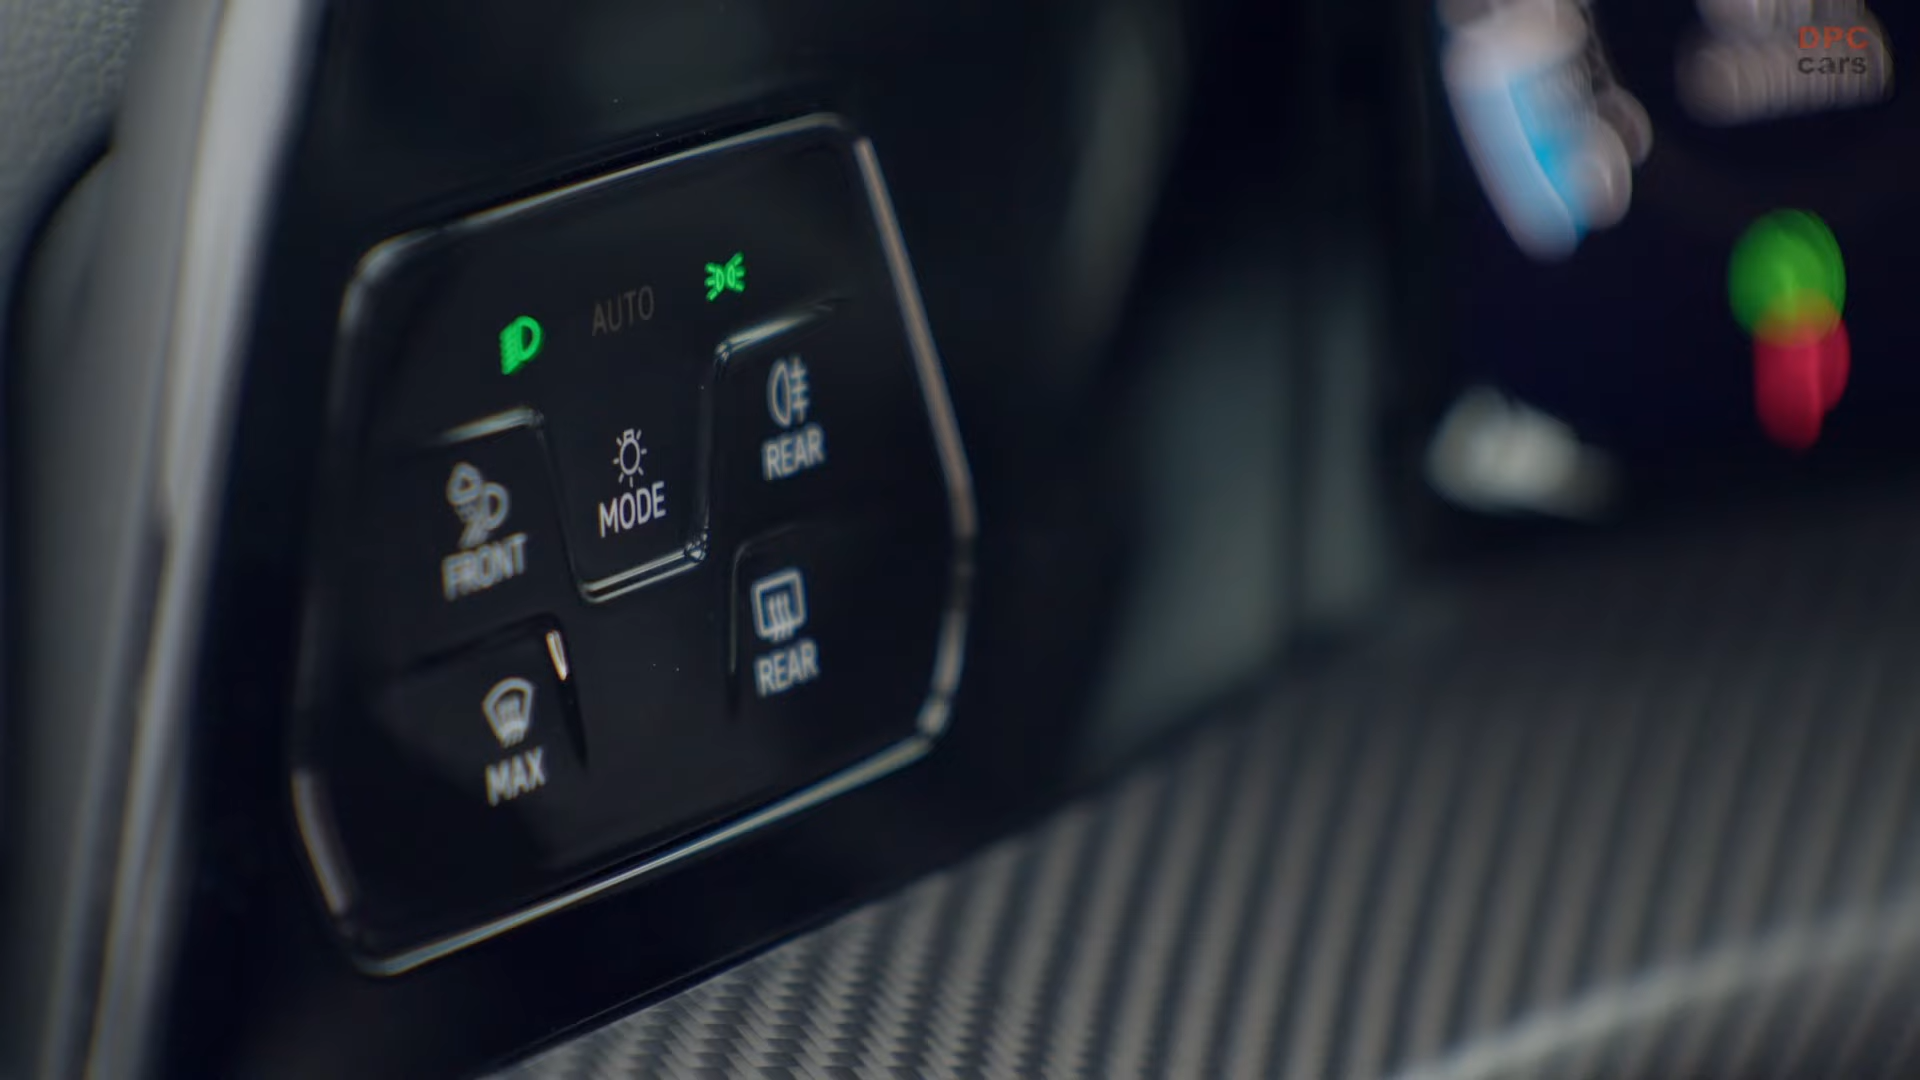 DPC
cars
AUTO
MODE
REAR
FRONT
REAR
MAX